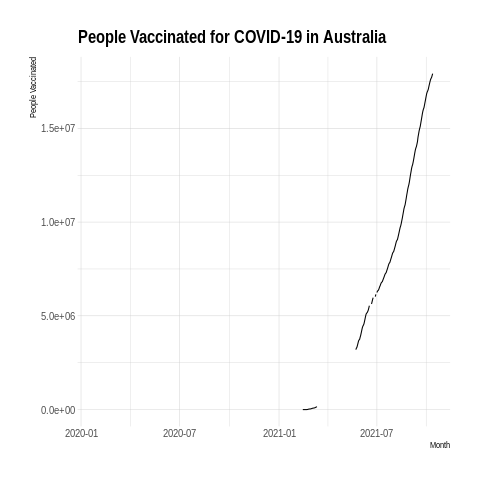 People Vaccinated for COVID-19 in Australia
People Vaccinated
1.5e+07
1.0e+07
5.0e+06
0.0e+00
2020-01 2020-07 2021-01 2021-07
Month